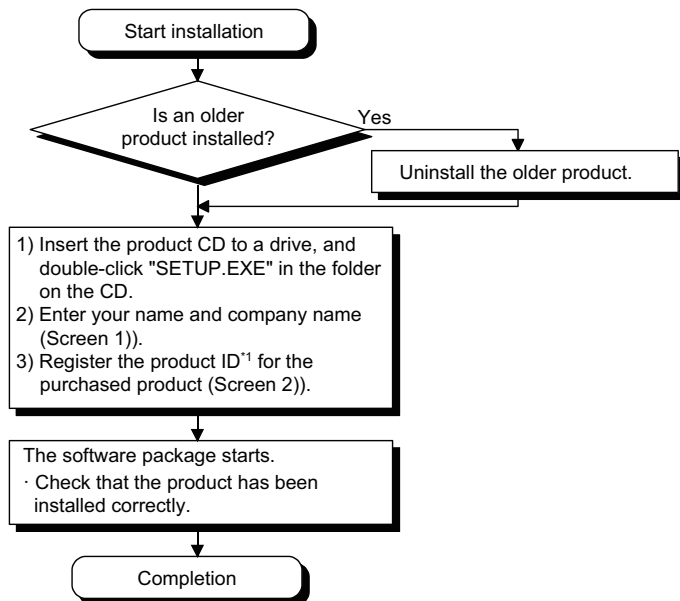 Start installation
Is an older
product installed?
Yes
Uninstall the older product.
1) Insert the product CD to a drive, and
double-click "SETUP.EXE" in the folder
on the CD.
2) Enter your name and company name
(Screen 1)).
3) Register the product ID*1 for the
purchased product (Screen 2)).
The software package starts.
· Check that the product has been
installed correctly.
Completion